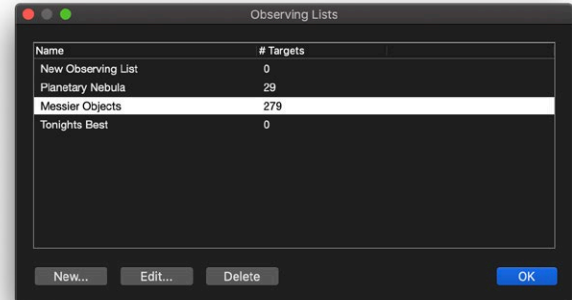 Observing Lists
Name # Targets
New Observing List 0
Planetary Nebula 29
Messier Objects 279
Tonights Best 0
New... Edit... Delete OK